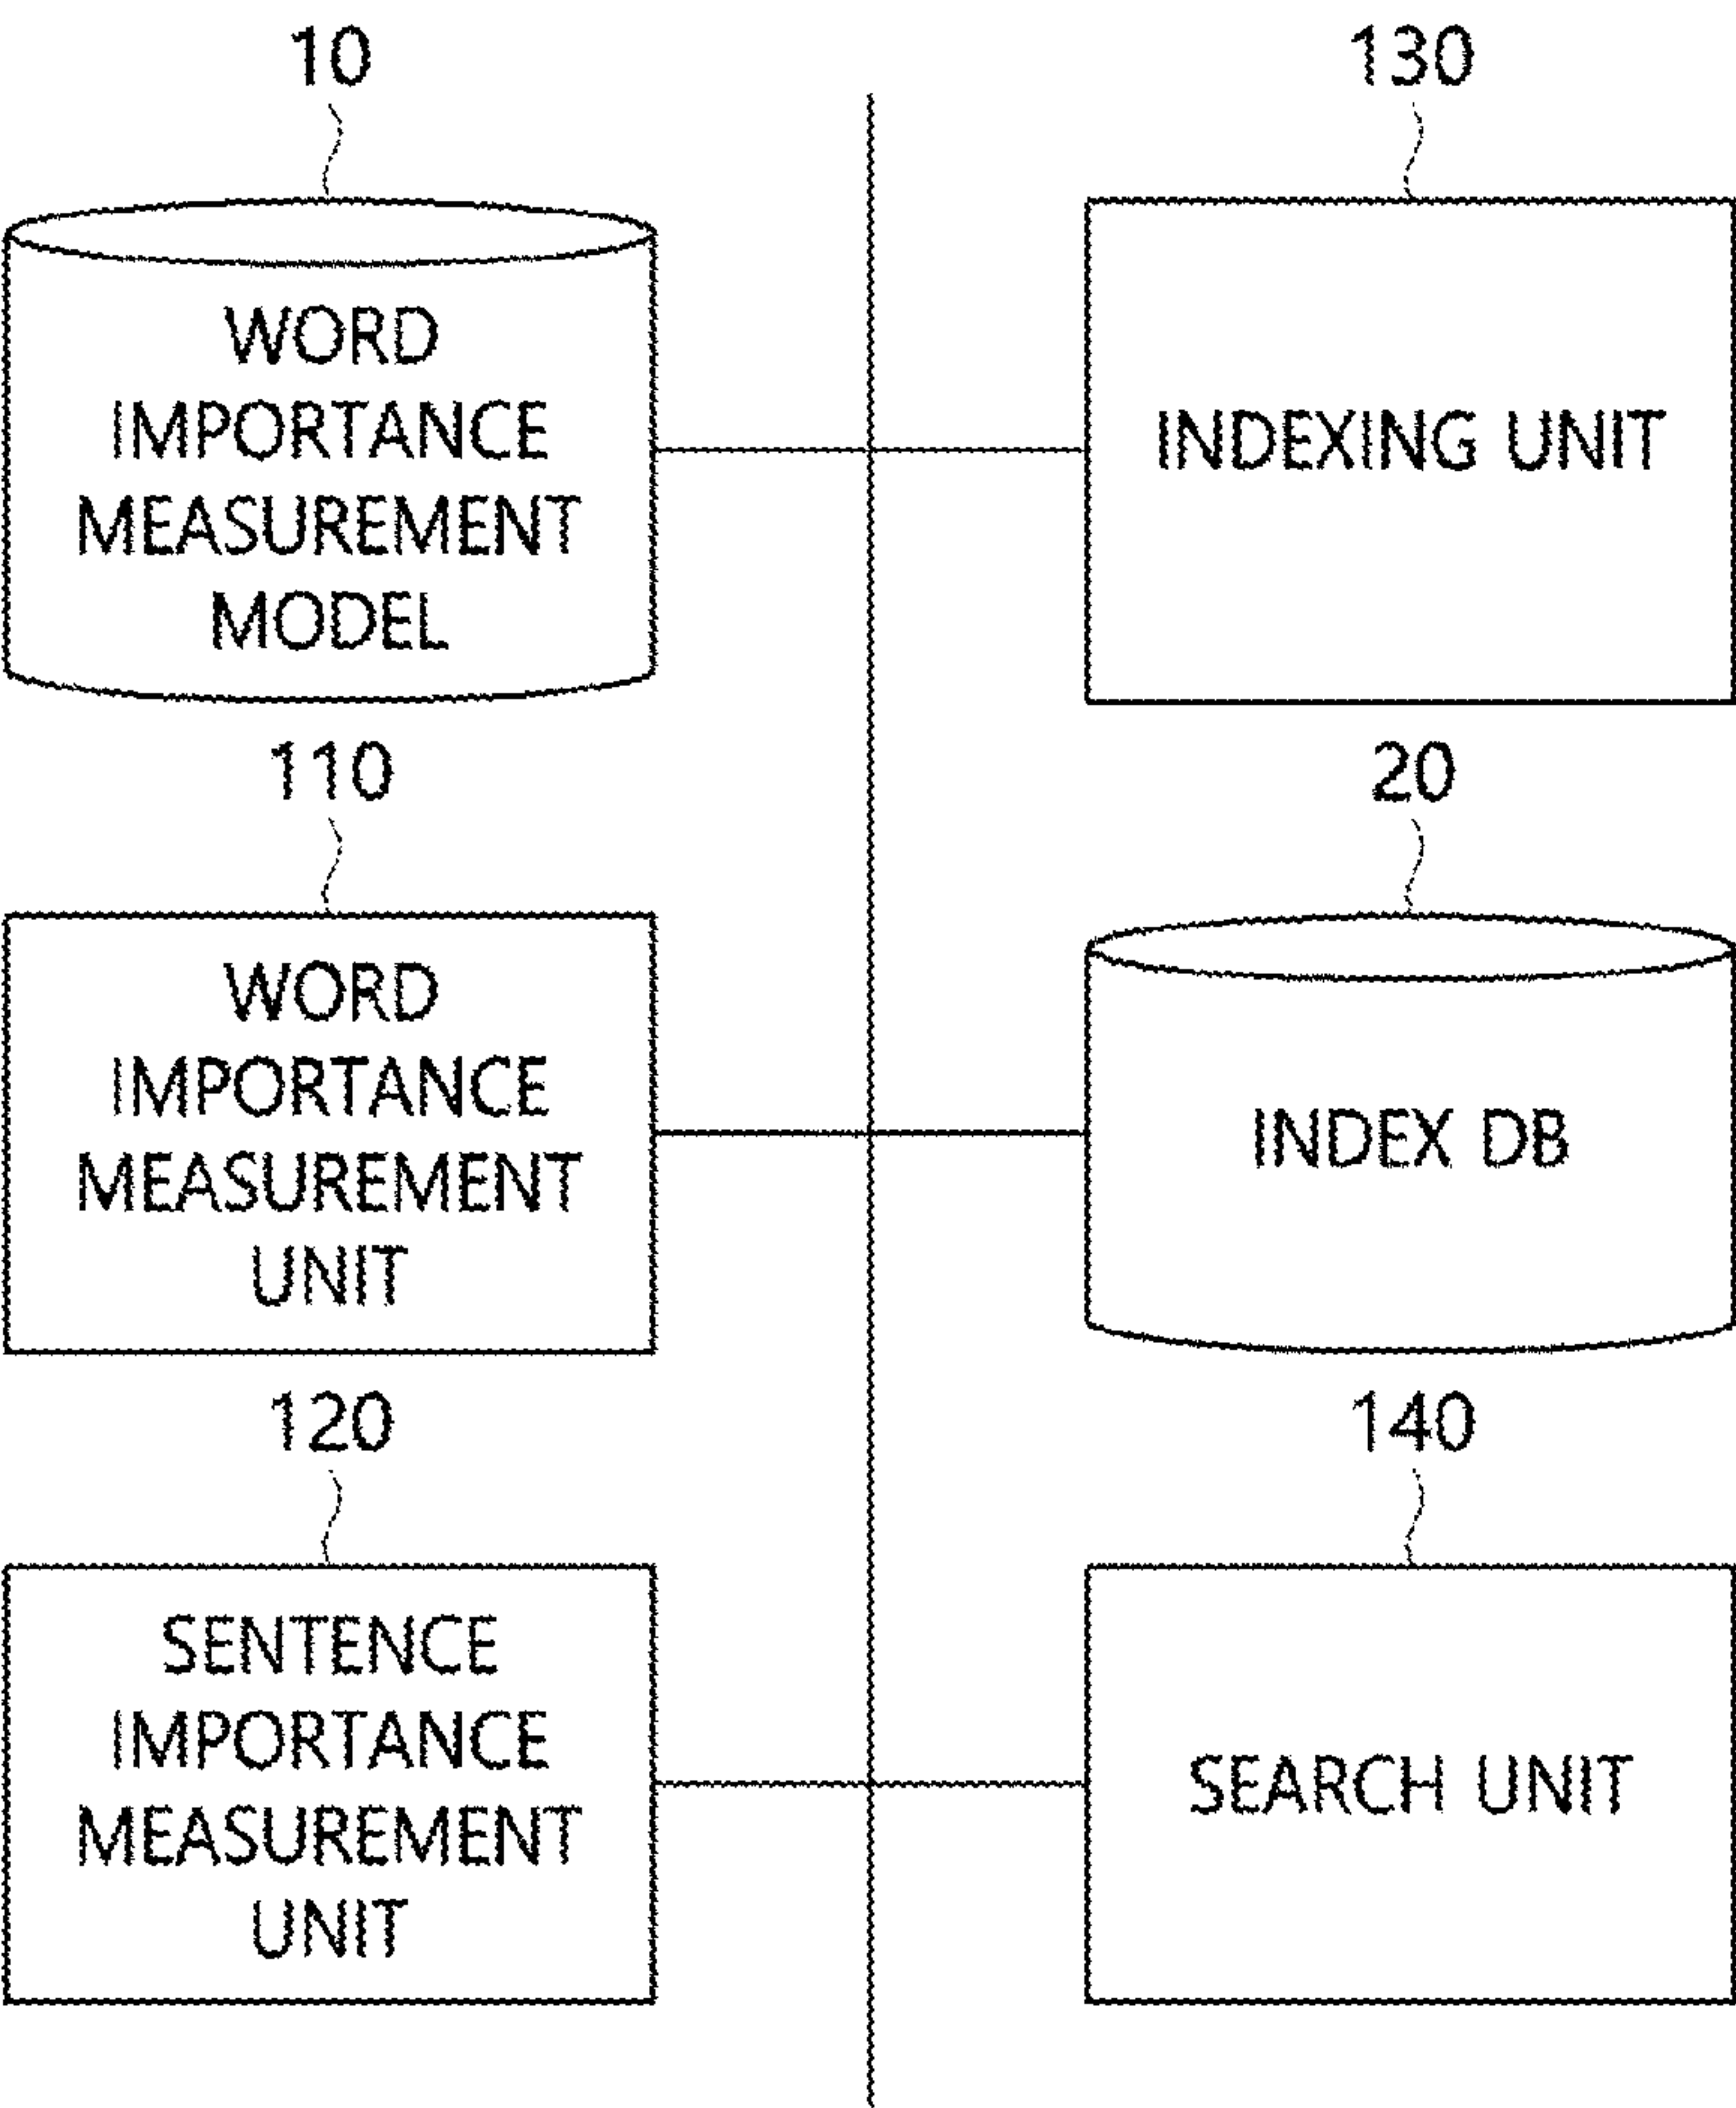 10
WORD
IMPORTANCE
MEASUREMENT
MODEL
130
INDEXING UNIT
110
WORD
IMPORTANCE
MEASUREMENT
UNIT
20
INDEX DB
120
SENTENCE
IMPORTANCE
MEASUREMENT
UNIT
140
SEARCH UNIT